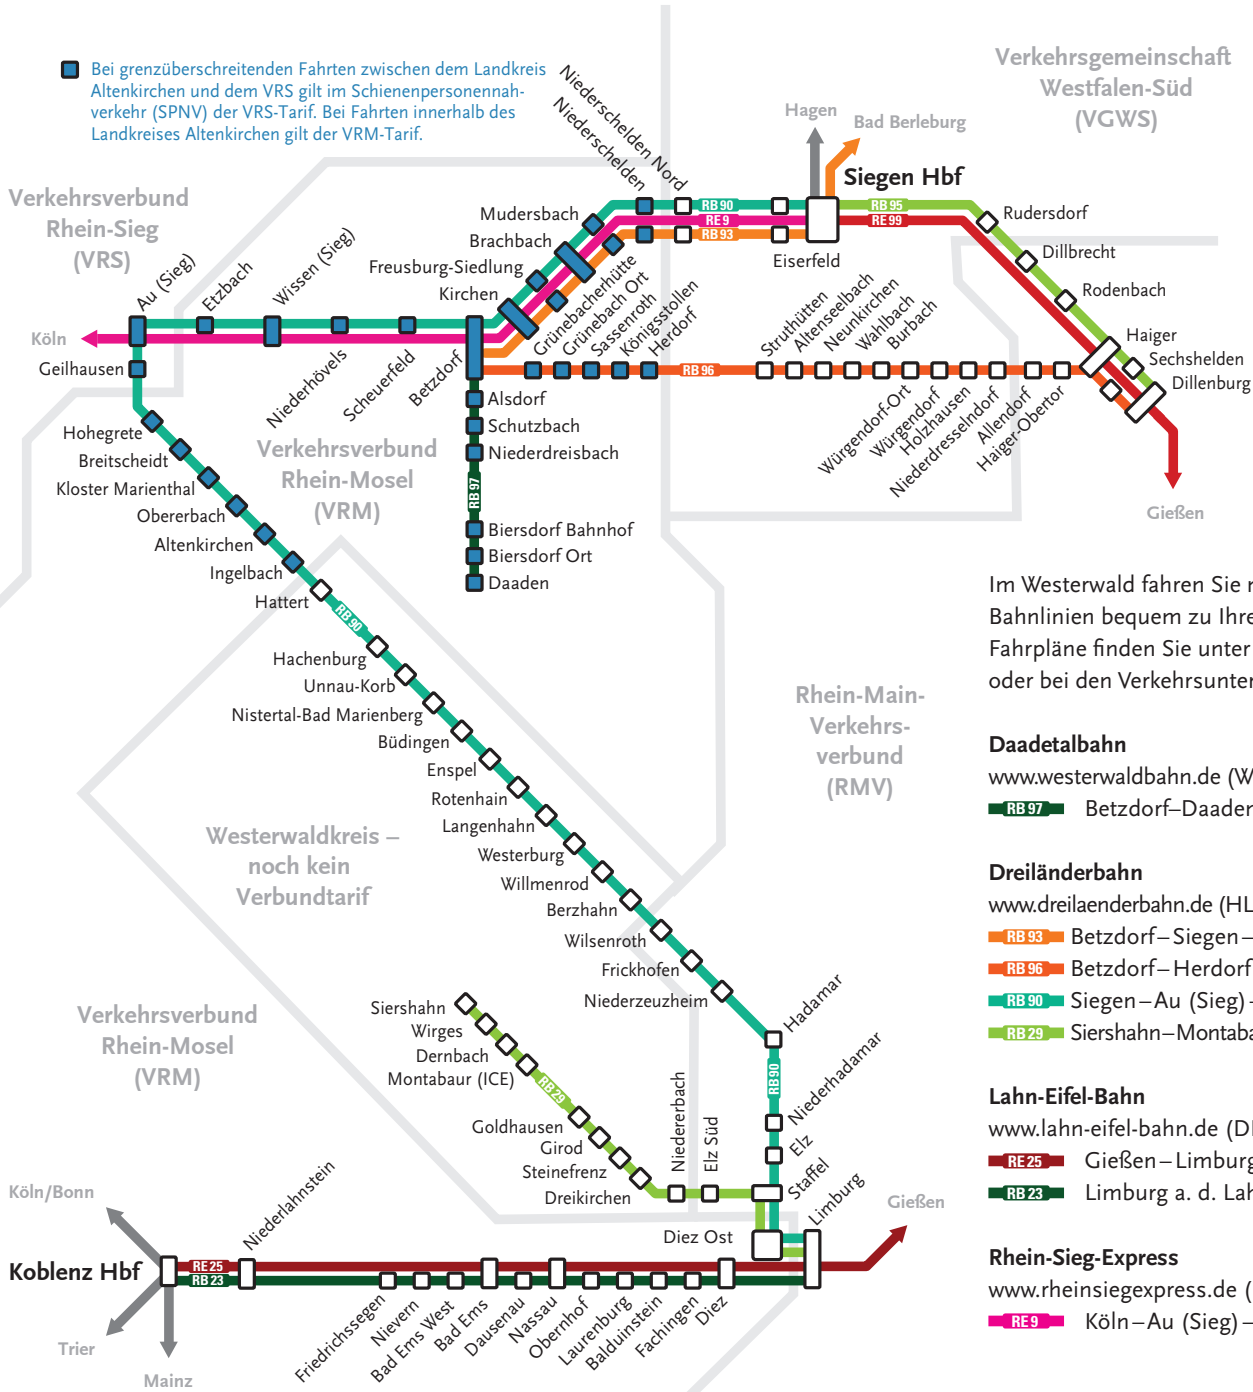 Bei grenzüberschreitenden Fahrten zwischen dem Landkreis
Altenkirchen und dem VRS gilt im Schienenpersonennah-
verkehr (SPNV) der VRS-Tarif. Bei Fahrten innerhalb des
Landkreises Altenkirchen gilt der VRM-Tarif.
Verkehrsgemeinschaft
Westfalen-Süd
(VGWS)
Hagen
Bad Berleburg
Siegen Hbf
Niederschelden Nord
Niederschelden
Verkehrsverbund
Rhein-Sieg
(VRS)
Mudersbach
Brachbach
Freusburg-Siedlung
Kirchen
RB 90
RE 9
RB 93
RB 95
RE 99
Eiserfeld
Rudersdorf
Dillbrecht
Rodenbach
Haiger
Sechshelden
Dillenburg
Gießen
Au (Sieg)
Etzbach
Wissen (Sieg)
Köln
Geilhausen
Niederhövels
Scheuerfeld
Betzdorf
Grünebacherhütte
Grünebach Ort
Sassenroth
Königsstollen
Herdorf
RB 96
Struthütten
Altenseelbach
Neunkirchen
Wahlbach
Burbach
Würgendorf-Ort
Würgendorf
Holzhausen
Niederdresselndorf
Allendorf
Haiger-Obertor
Alsdorf
Schutzbach
Niederdreisbach
RB 97
Biersdorf Bahnhof
Biersdorf Ort
Daaden
Verkehrsverbund
Rhein-Mosel
(VRM)
Hohegrete
Breitscheidt
Kloster Marienthal
Obererbach
Altenkirchen
Ingelbach
Hattert
RB 90
Hachenburg
Unnau-Korb
Nistertal-Bad Marienberg
Büdingen
Enspel
Rotenhain
Langenhahn
Westerburg
Willmenrod
Berzhahn
Wilsenroth
Frickhofen
Niederzeuzheim
Hadamar
RB 90
Niederhadamar
Elz
Staffel
Limburg
Westerwaldkreis –
noch kein
Verbundtarif
Rhein-Main-
Verkehrs-
verbund
(RMV)
Verkehrsverbund
Rhein-Mosel
(VRM)
Siershahn
Wirges
Dernbach
Montabaur (ICE)
RB 29
Goldhausen
Girod
Steinefrenz
Dreikirchen
Niedererbach
Elz Süd
Diez Ost
Gießen
Köln/Bonn
Koblenz Hbf
Trier
Mainz
Niederlahnstein
RE 25
RB 23
Friedrichssegen
Nievern
Bad Ems West
Bad Ems
Dausenau
Nassau
Obernhof
Laurenburg
Balduinstein
Fachingen
Diez
Im Westerwald fahren Sie
Bahnlinien bequem zu Ihre
Fahrpläne finden Sie unter
oder bei den Verkehrsunter
Daadetalbahn
www.westerwaldbahn.de (W
RB 97 Betzdorf–Daaden
Dreiländerbahn
www.dreilaenderbahn.de (HL
RB 93 Betzdorf–Siegen–
RB 96 Betzdorf–Herdorf
RB 90 Siegen–Au (Sieg)–
RB 29 Siershahn–Montaba
Lahn-Eifel-Bahn
www.lahn-eifel-bahn.de (D
RE 25 Gießen–Limburg
RB 23 Limburg a. d. Lah
Rhein-Sieg-Express
www.rheinsiegexpress.de (
RE 9 Köln–Au (Sieg)–